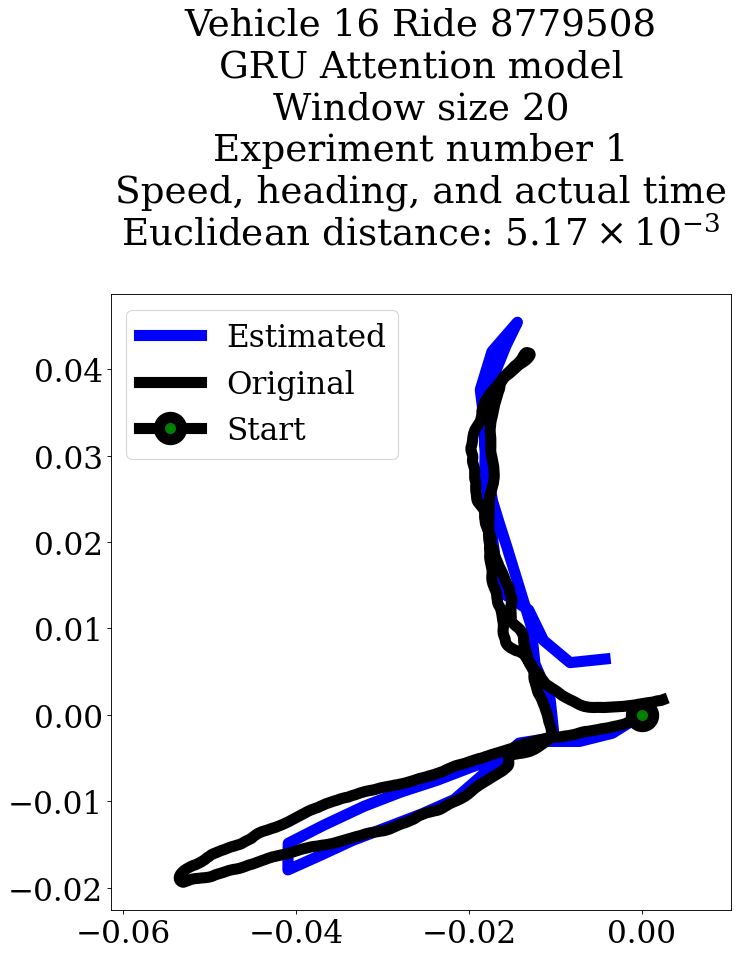 Vehicle 16 Ride 8779508
GRU Attention model
Window size 20
Experiment number 1
Speed, heading, and actual time
Euclidean distance: 5.17 × 10⁻³
Estimated
Original
Start
0.04
0.03
0.02
0.01
0.00
−0.01
−0.02
−0.06 −0.04 −0.02 0.00